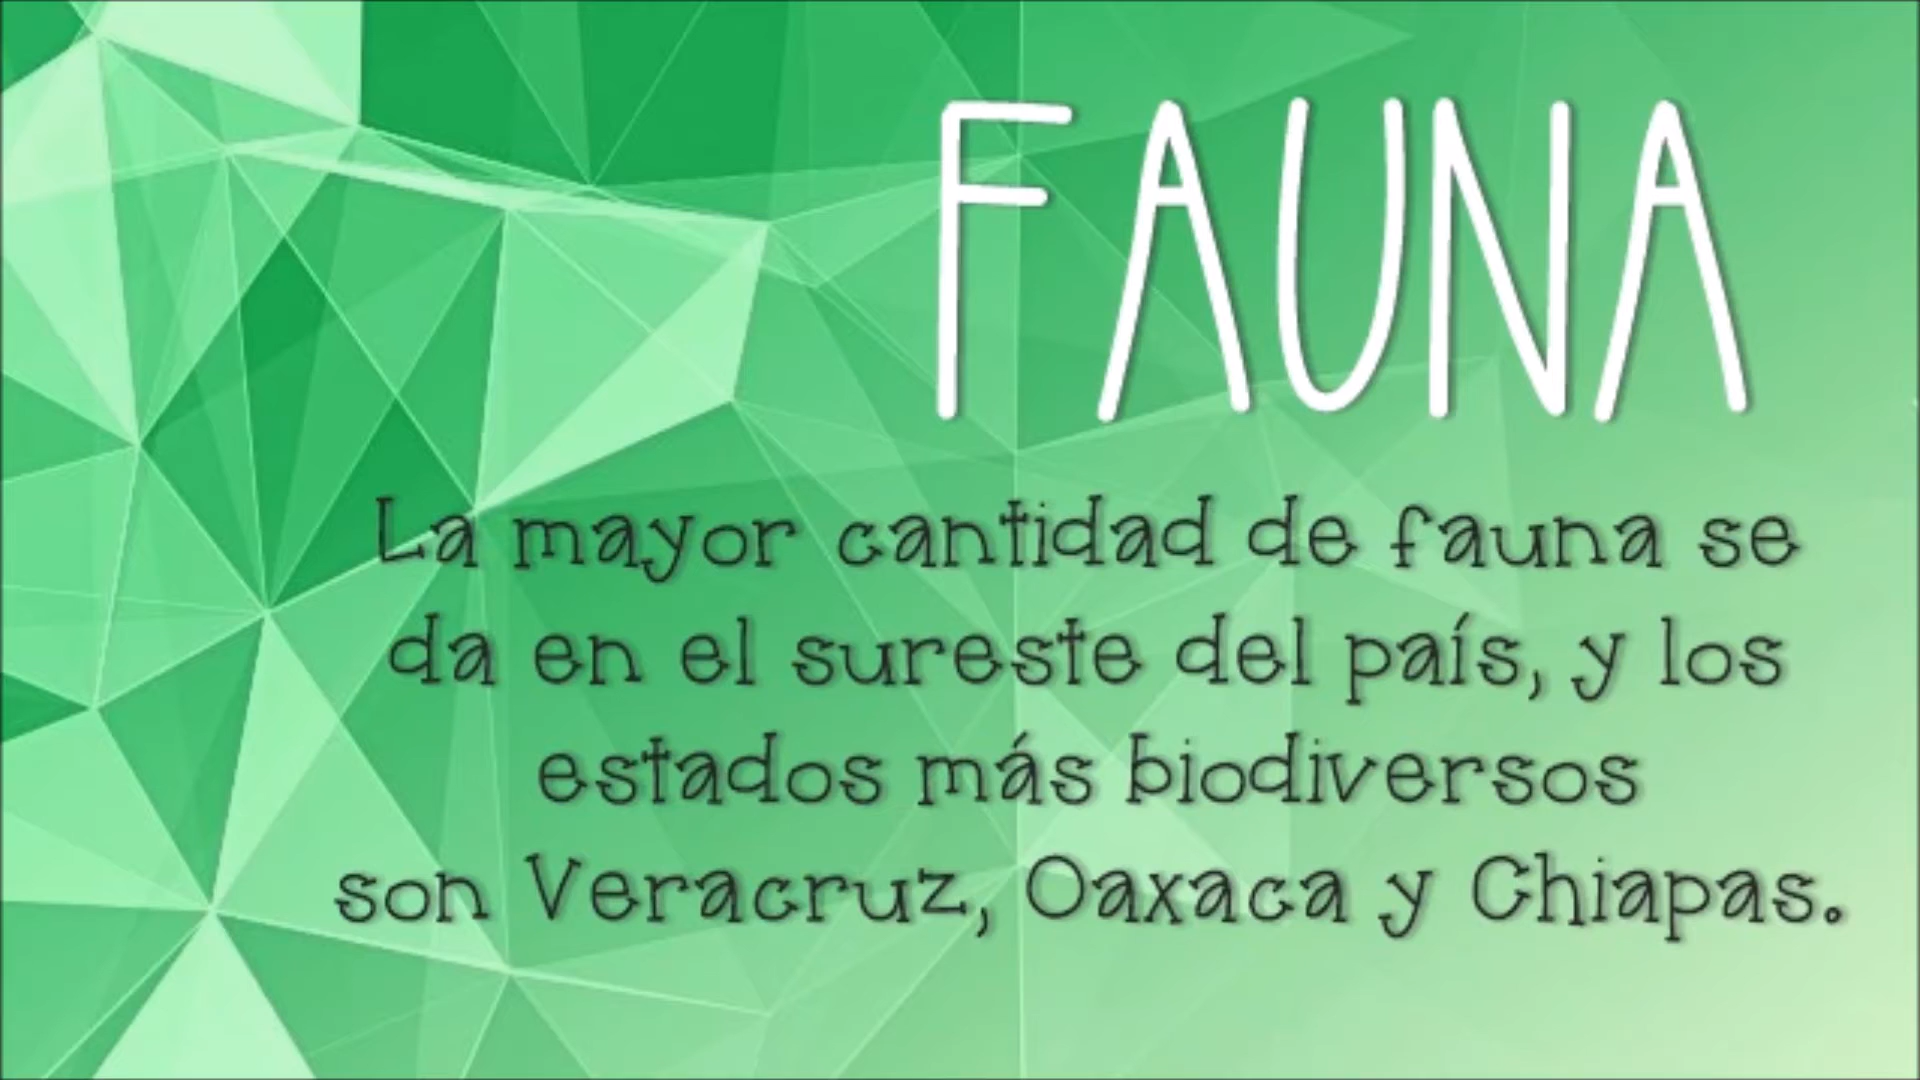 FAUNA
La mayor cantidad de fauna se
da en el sureste del país, y los
estados más biodiversos
son Veracruz, Oaxaca y Chiapas.